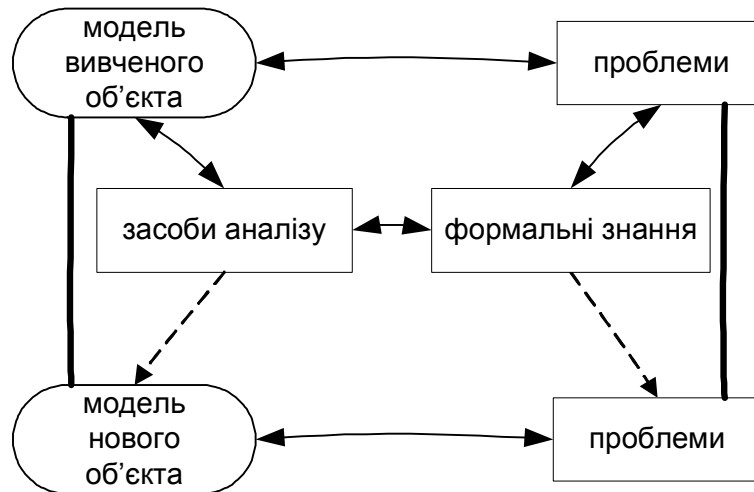 модель
вивченого
об’єкта
проблеми
засоби аналізу
формальні знання
модель
нового
об’єкта
проблеми